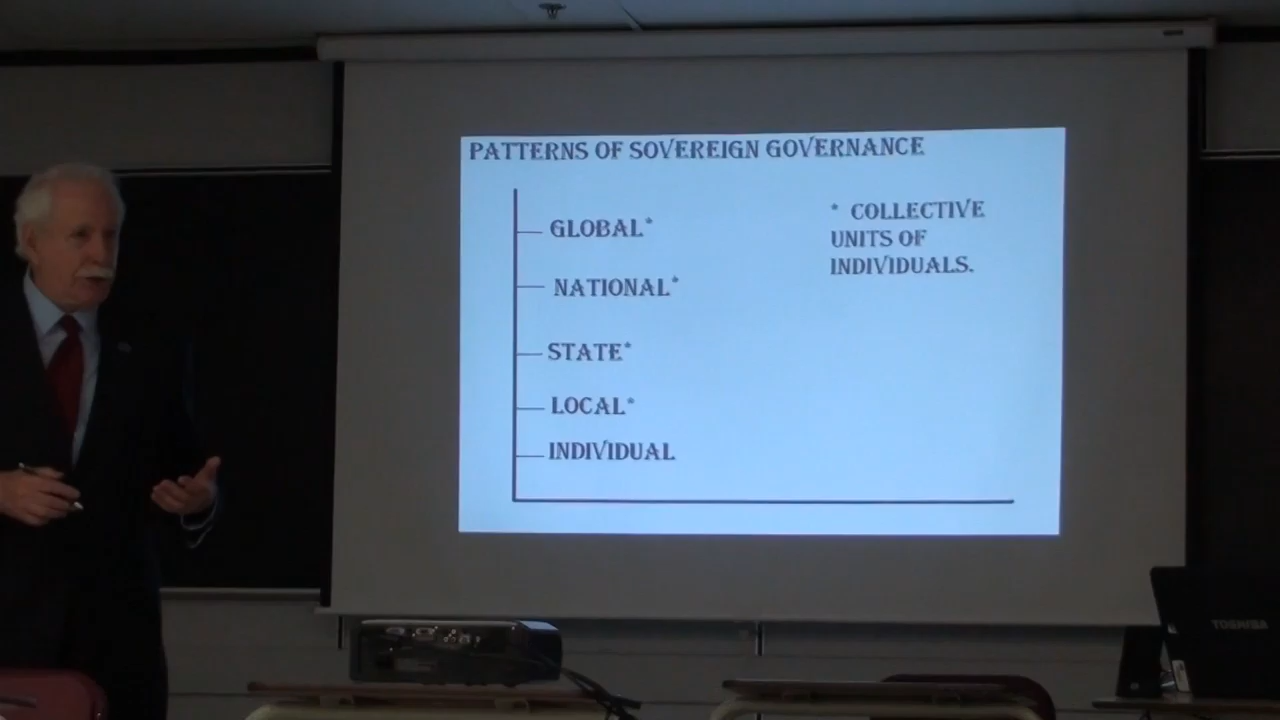 PATTERNS OF SOVEREIGN GOVERNANCE
GLOBAL*
* COLLECTIVE
UNITS OF
INDIVIDUALS.
NATIONAL*
STATE*
LOCAL*
INDIVIDUAL
TOSHIBA